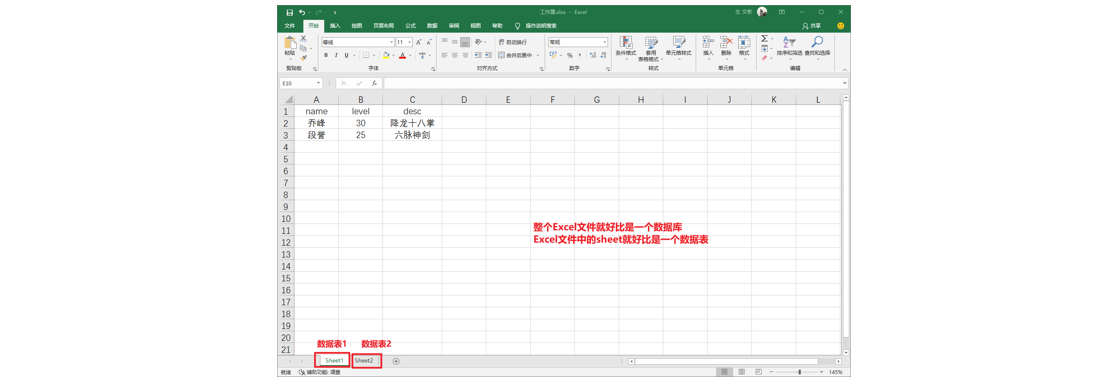 工作簿.xlsx - Excel
文件 开始 插入 绘图 页面布局 公式 数据 审阅 视图 帮助 操作说明搜索 共享
等线 11 自动换行 常规
粘贴 B I U 合并后居中 % 条件格式 套用 表格格式 单元格样式 插入 删除 格式 排序和筛选 查找和选择
剪贴板 字体 对齐方式 数字 样式 单元格 编辑
E10 fx
A B C D E F G H I J K L
1 name level desc
2 乔峰 30 降龙十八掌
3 段誉 25 六脉神剑
4
5
6
7
8
9
10
11 整个Excel文件就好比是一个数据库
12 Excel文件中的sheet就好比是一个数据表
13
14
15
16
17
18
19
20
数据表1 数据表2
21
Sheet1 Sheet2
就绪 辅助功能: 调查 145%